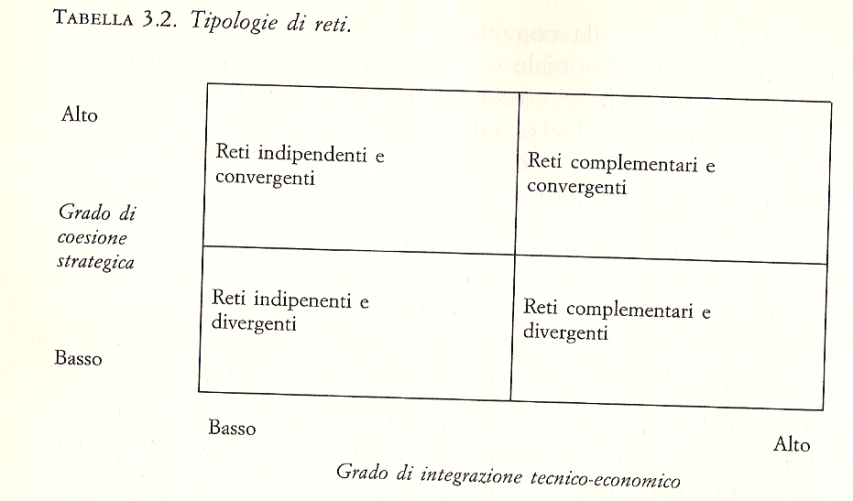 TABELLA 3.2. Tipologie di reti.
Alto
Reti indipendenti e
convergenti
Reti complementari e
convergenti
Grado di
coesione
strategica
Reti indipenenti e
divergenti
Reti complementari e
divergenti
Basso
Basso
Alto
Grado di integrazione tecnico-economico